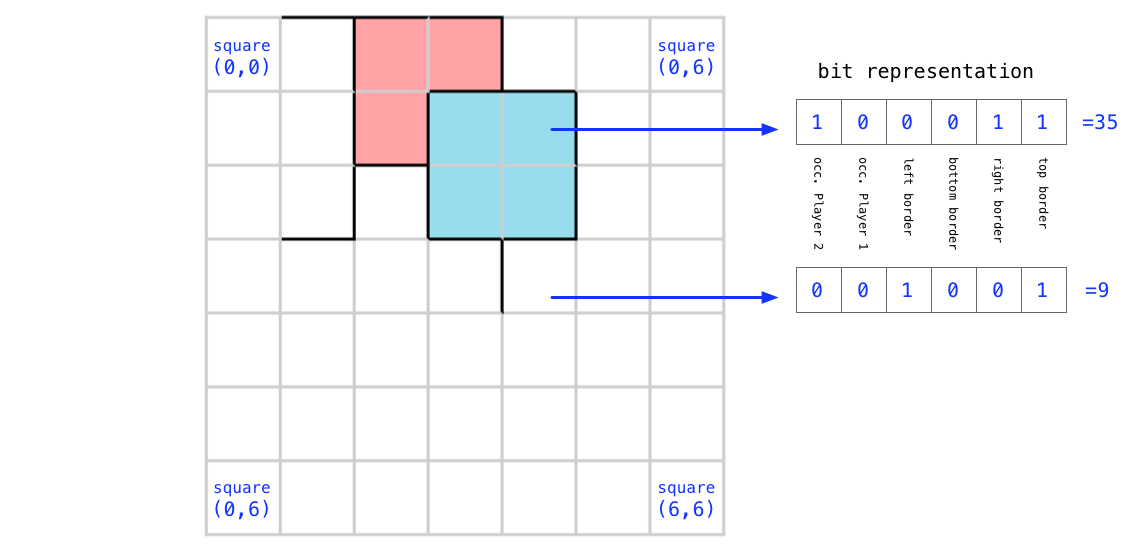 square
(0,0)
square
(0,6)
bit representation
1 0 0 0 1 1 =35
occ. Player 2
occ. Player 1
left border
bottom border
right border
top border
0 0 1 0 0 1 =9
square
(0,6)
square
(6,6)